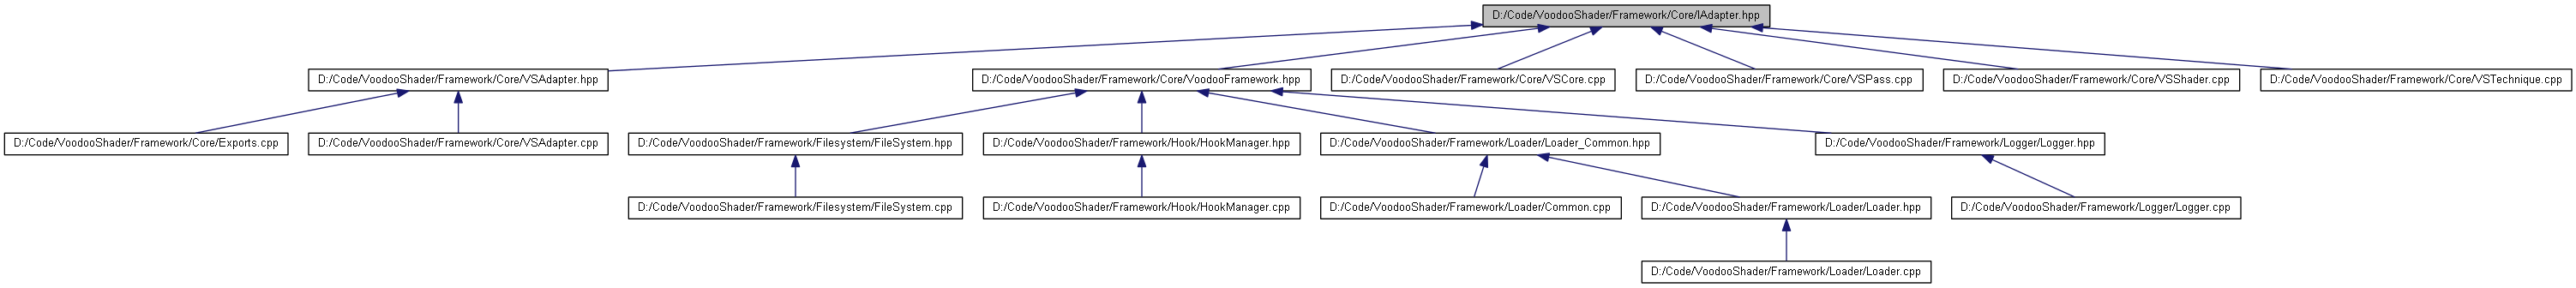 D:/Code/VoodooShader/Framework/Core/IAdapter.hpp
D:/Code/VoodooShader/Framework/Core/VSAdapter.hpp
D:/Code/VoodooShader/Framework/Core/VoodooFramework.hpp
D:/Code/VoodooShader/Framework/Core/VSCore.cpp
D:/Code/VoodooShader/Framework/Core/VSPass.cpp
D:/Code/VoodooShader/Framework/Core/VSShader.cpp
D:/Code/VoodooShader/Framework/Core/VSTechnique.cpp
D:/Code/VoodooShader/Framework/Core/Exports.cpp
D:/Code/VoodooShader/Framework/Core/VSAdapter.cpp
D:/Code/VoodooShader/Framework/Filesystem/FileSystem.hpp
D:/Code/VoodooShader/Framework/Hook/HookManager.hpp
D:/Code/VoodooShader/Framework/Loader/Loader_Common.hpp
D:/Code/VoodooShader/Framework/Logger/Logger.hpp
D:/Code/VoodooShader/Framework/Filesystem/FileSystem.cpp
D:/Code/VoodooShader/Framework/Hook/HookManager.cpp
D:/Code/VoodooShader/Framework/Loader/Common.cpp
D:/Code/VoodooShader/Framework/Loader/Loader.hpp
D:/Code/VoodooShader/Framework/Logger/Logger.cpp
D:/Code/VoodooShader/Framework/Loader/Loader.cpp